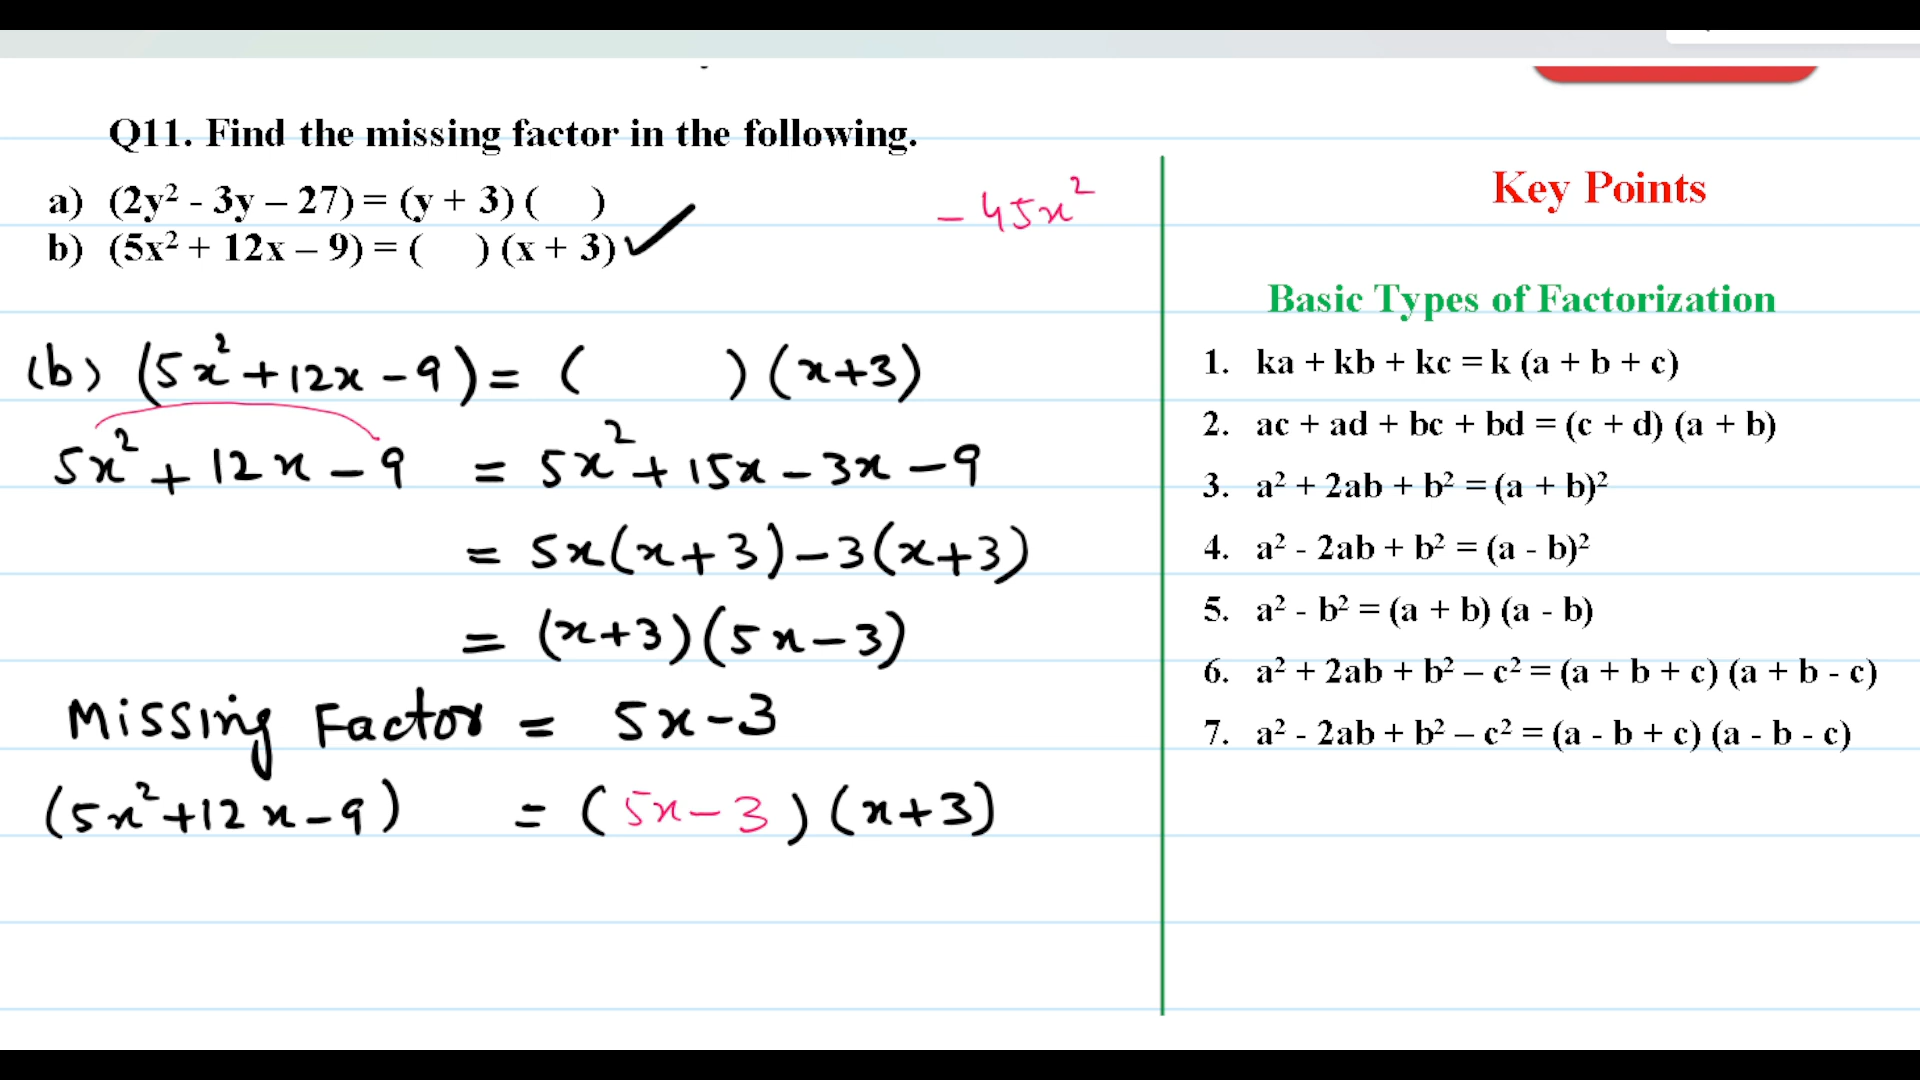 Q11. Find the missing factor in the following.
a) (2y² - 3y – 27) = (y + 3) (    )
b) (5x² + 12x – 9) = (    ) (x + 3)
- 45x²
(b) (5x² + 12x - 9) = (        ) (x+3)
5x² + 12x - 9 = 5x² + 15x - 3x - 9
= 5x(x+3) - 3(x+3)
= (x+3)(5x-3)
Missing Factor = 5x-3
(5x²+12x-9) = (5x-3)(x+3)
Key Points
Basic Types of Factorization
1. ka + kb + kc = k (a + b + c)
2. ac + ad + bc + bd = (c + d) (a + b)
3. a² + 2ab + b² = (a + b)²
4. a² - 2ab + b² = (a - b)²
5. a² - b² = (a + b) (a - b)
6. a² + 2ab + b² – c² = (a + b + c) (a + b - c)
7. a² - 2ab + b² – c² = (a - b + c) (a - b - c)